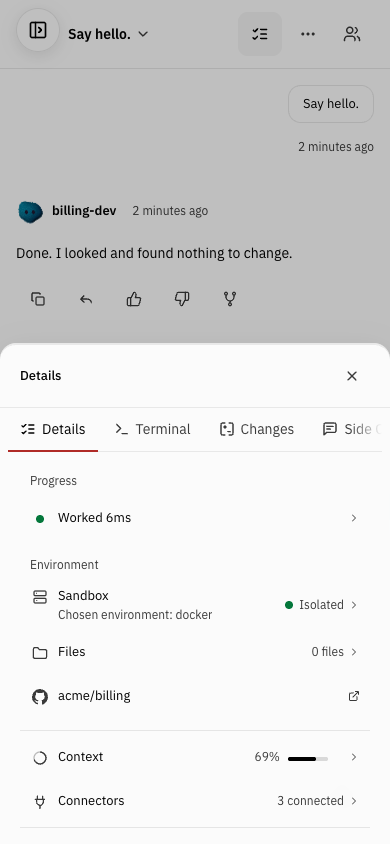 Say hello.
Say hello.
2 minutes ago
billing-dev 2 minutes ago
Done. I looked and found nothing to change.
Details
Details Terminal Changes Side
Progress
Worked 6ms
Environment
Sandbox
Chosen environment: docker
Isolated
Files 0 files
acme/billing
Context 69%
Connectors 3 connected